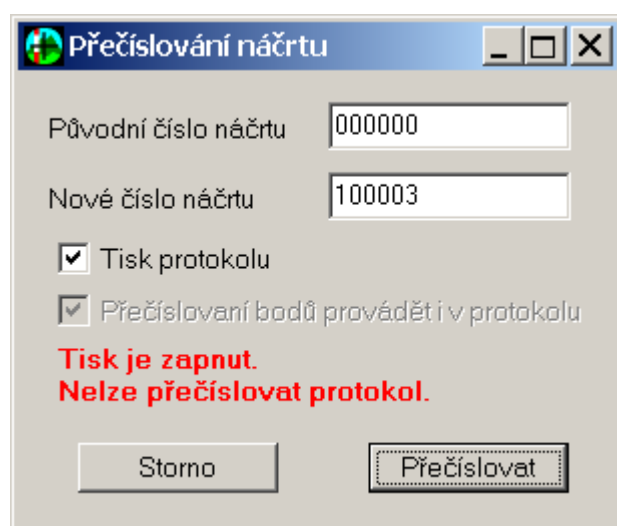 Přečíslování náčrtu
Původní číslo náčrtu 000000
Nové číslo náčrtu 100003
Tisk protokolu
Přečíslovaní bodů provádět i v protokolu
Tisk je zapnut.
Nelze přečíslovat protokol.
Storno Přečíslovat